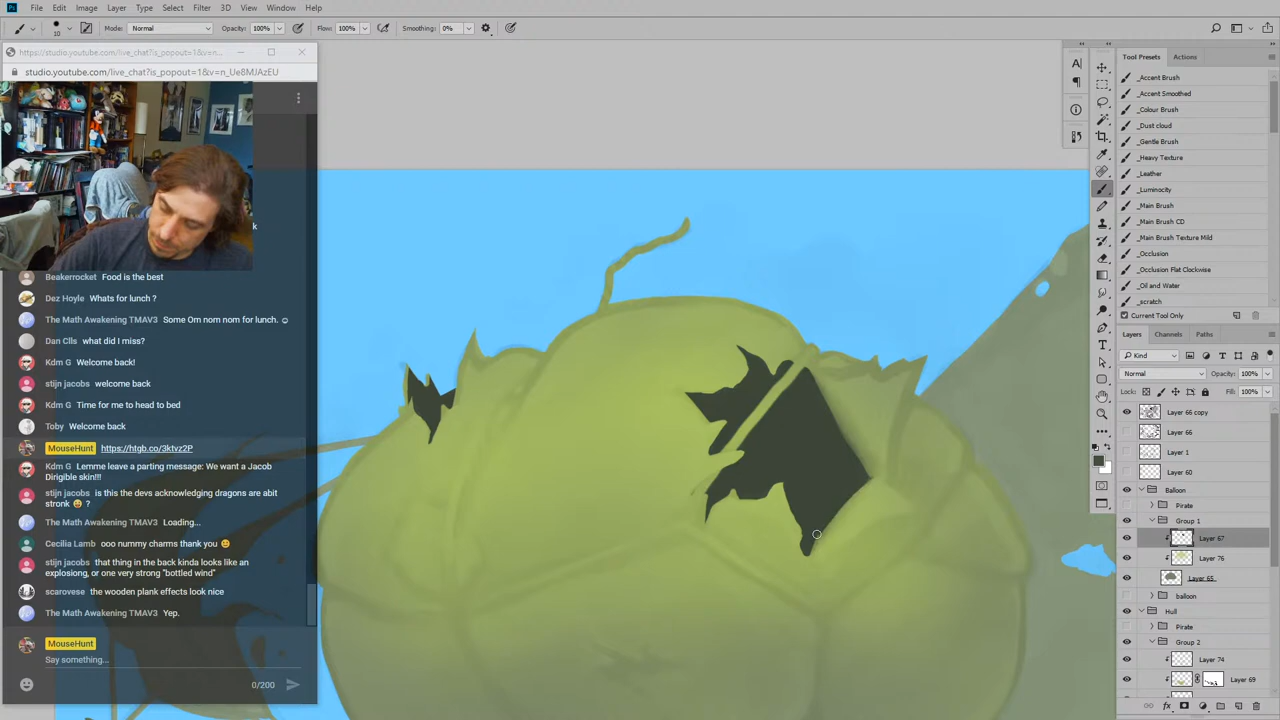 File Edit Image Layer Type Select Filter 3D View Window Help
10 Mode: Normal Opacity: 100% Flow: 100% Smoothing: 0%
https://studio.youtube.com/live_chat?is_popout=1&v=n...
studio.youtube.com/live_chat?is_popout=1&v=n_Ue8MJAzEU
k
Beakerrocket Food is the best
Dez Hoyle Whats for lunch ?
The Math Awakening TMAV3 Some Om nom nom for lunch. ☺
Dan Clls what did I miss?
Kdm G Welcome back!
stijn jacobs welcome back
Kdm G Time for me to head to bed
Toby Welcome back
MouseHunt https://htgb.co/3ktvz2P
Kdm G Lemme leave a parting message: We want a Jacob
Dirigible skin!!!
stijn jacobs is this the devs acknowledging dragons are abit
stronk 😅 ?
The Math Awakening TMAV3 Loading...
Cecilia Lamb ooo nummy charms thank you 😊
stijn jacobs that thing in the back kinda looks like an
explosiong, or one very strong "bottled wind"
scarovese the wooden plank effects look nice
The Math Awakening TMAV3 Yep.
MouseHunt
Say something...
0/200
Tool Presets Actions
_Accent Brush
_Accent Smoothed
_Colour Brush
_Dust cloud
_Gentle Brush
_Heavy Texture
_Leather
_Luminocity
_Main Brush
_Main Brush CD
_Main Brush Texture Mild
_Occlusion
_Occlusion Flat Clockwise
_Oil and Water
_scratch
Current Tool Only
Layers Channels Paths
Kind
Normal Opacity: 100%
Lock: Fill: 100%
Layer 66 copy
Layer 66
Layer 1
Layer 60
Balloon
Pirate
Group 1
Layer 67
Layer 76
Layer 65
balloon
Hull
Pirate
Group 2
Layer 74
Layer 69
fx